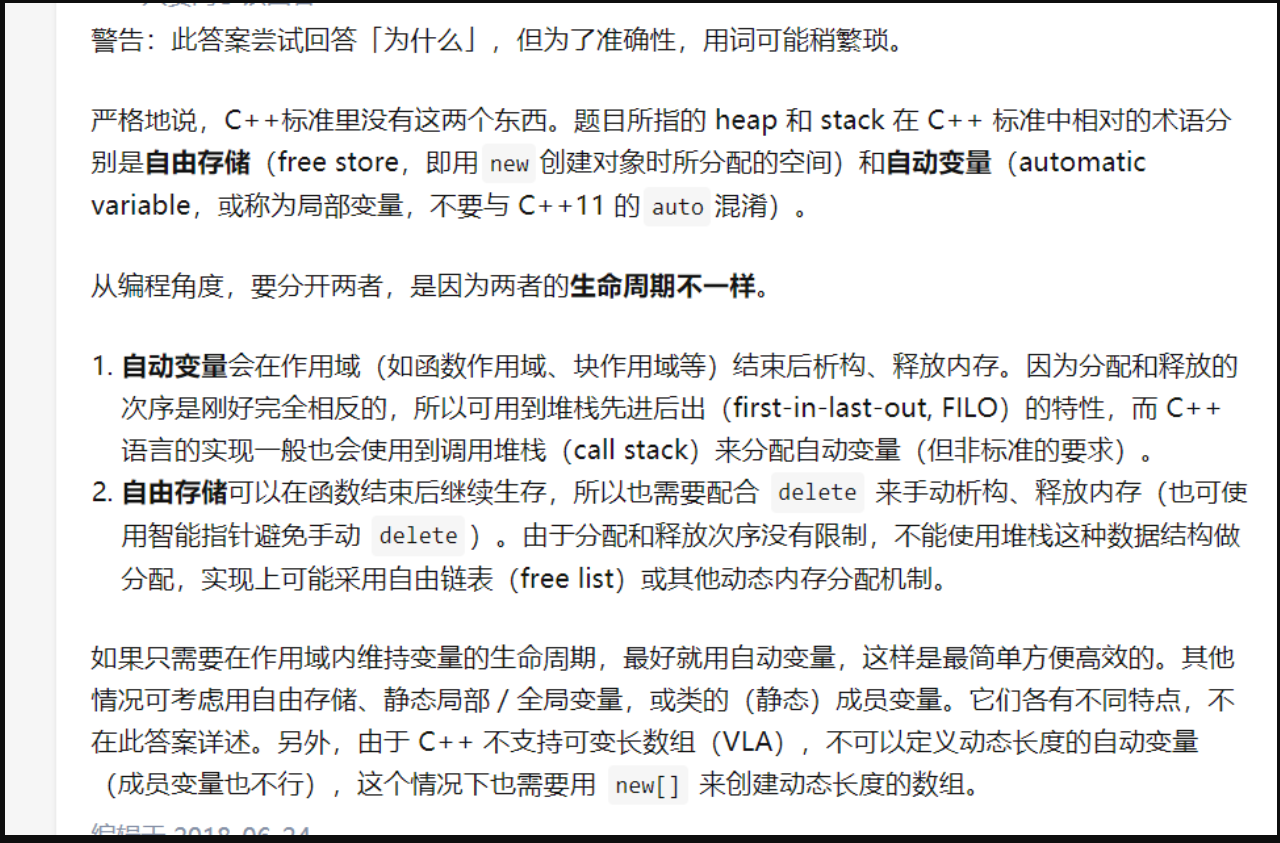 警告：此答案尝试回答「为什么」，但为了准确性，用词可能稍繁琐。
严格地说，C++标准里没有这两个东西。题目所指的 heap 和 stack 在 C++ 标准中相对的术语分
别是自由存储（free store，即用 new 创建对象时所分配的空间）和自动变量（automatic
variable，或称为局部变量，不要与 C++11 的 auto 混淆）。
从编程角度，要分开两者，是因为两者的生命周期不一样。
1. 自动变量会在作用域（如函数作用域、块作用域等）结束后析构、释放内存。因为分配和释放的
次序是刚好完全相反的，所以可用到堆栈先进后出（first-in-last-out, FILO）的特性，而 C++
语言的实现一般也会使用到调用堆栈（call stack）来分配自动变量（但非标准的要求）。
2. 自由存储可以在函数结束后继续生存，所以也需要配合 delete 来手动析构、释放内存（也可使
用智能指针避免手动 delete ）。由于分配和释放次序没有限制，不能使用堆栈这种数据结构做
分配，实现上可能采用自由链表（free list）或其他动态内存分配机制。
如果只需要在作用域内维持变量的生命周期，最好就用自动变量，这样是最简单方便高效的。其他
情况可考虑用自由存储、静态局部 / 全局变量，或类的（静态）成员变量。它们各有不同特点，不
在此答案详述。另外，由于 C++ 不支持可变长数组（VLA），不可以定义动态长度的自动变量
（成员变量也不行），这个情况下也需要用 new[] 来创建动态长度的数组。
编辑于 2018-06-24